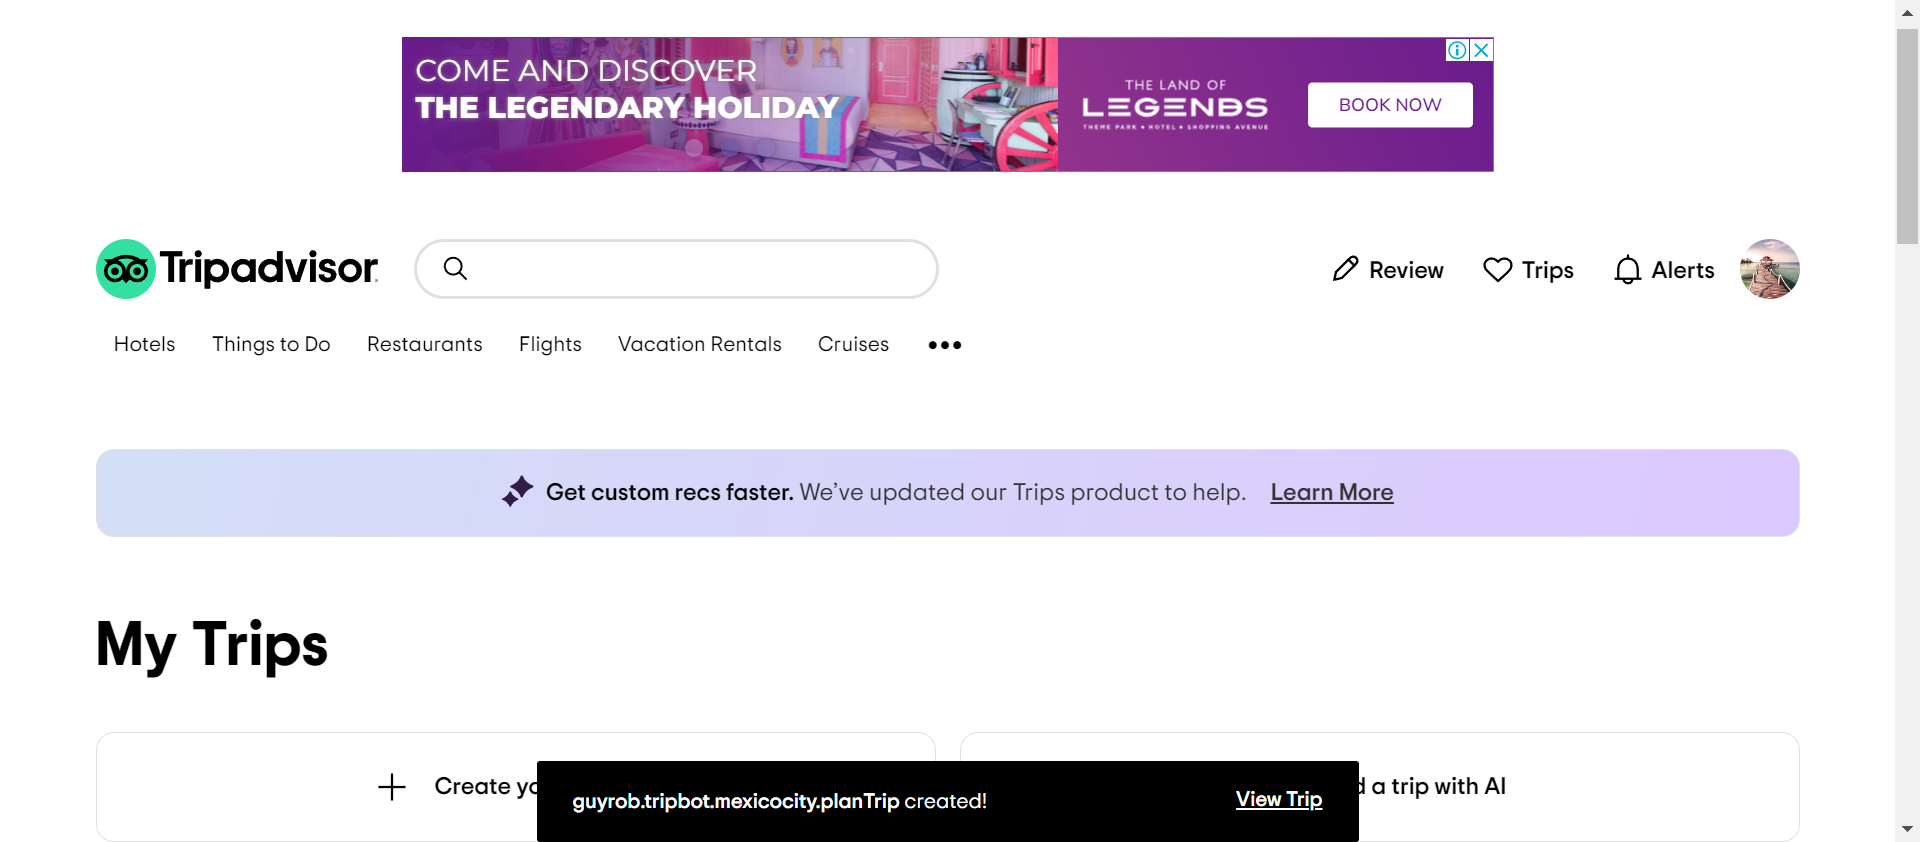 COME AND DISCOVER
THE LEGENDARY HOLIDAY
THE LAND OF
LEGENDS
THEME PARK • HOTEL • SHOPPING AVENUE
BOOK NOW
Tripadvisor
Review
Trips
Alerts
Hotels
Things to Do
Restaurants
Flights
Vacation Rentals
Cruises
Get custom recs faster. We’ve updated our Trips product to help. Learn More
My Trips
Create
d a trip with AI
guyrob.tripbot.mexicocity.planTrip created!
View Trip